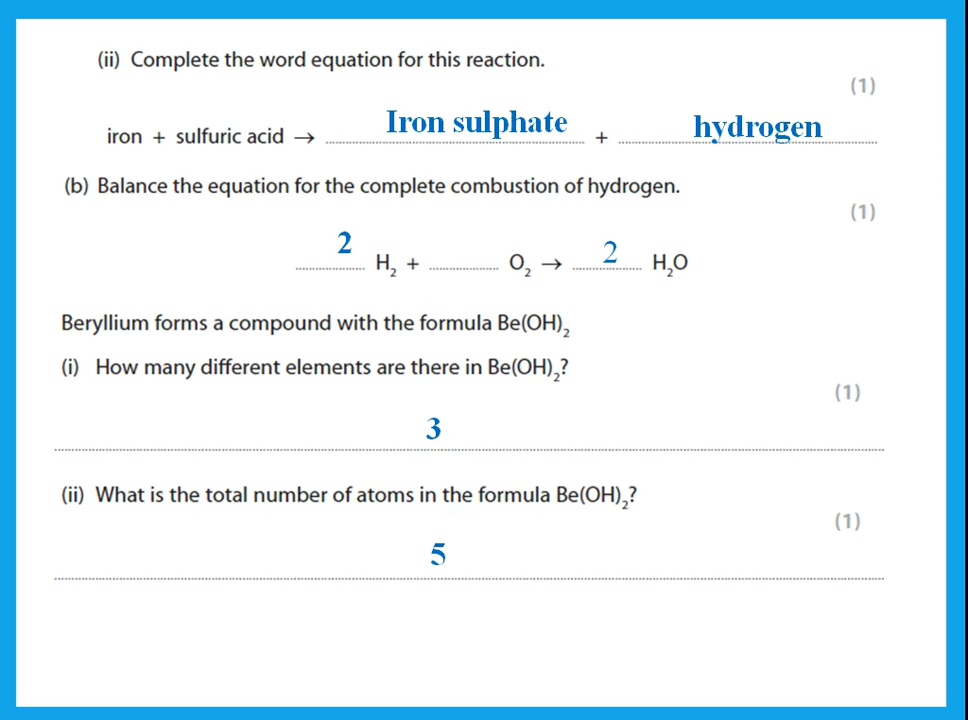 (ii) Complete the word equation for this reaction.
(1)
iron + sulfuric acid → Iron sulphate + hydrogen
(b) Balance the equation for the complete combustion of hydrogen.
(1)
2 H₂ + ........ O₂ → 2 H₂O
Beryllium forms a compound with the formula Be(OH)₂
(i) How many different elements are there in Be(OH)₂?
(1)
3
(ii) What is the total number of atoms in the formula Be(OH)₂?
(1)
5